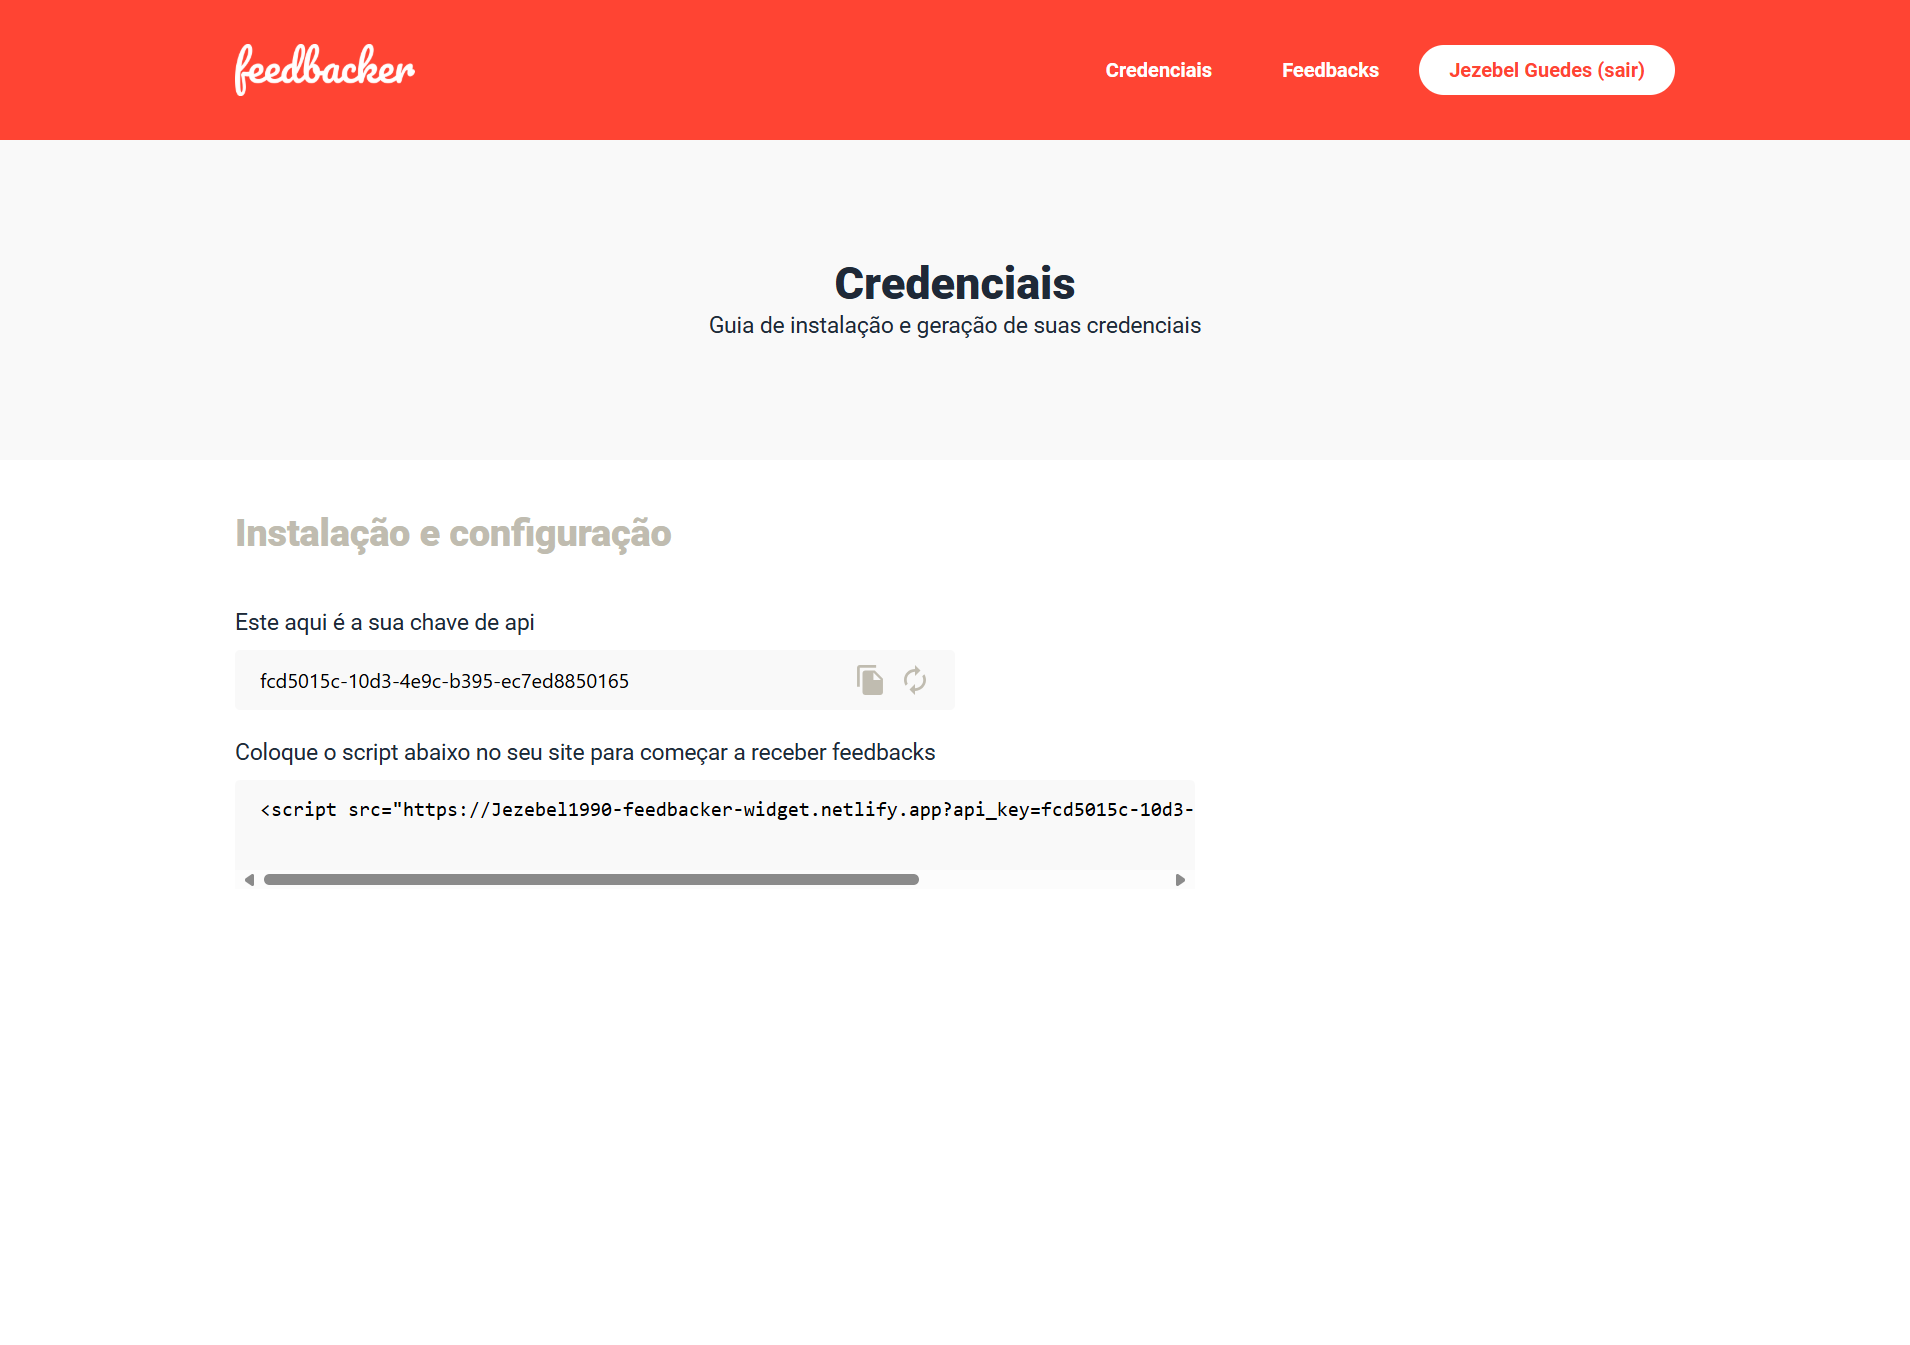 feedbacker
Credenciais
Feedbacks
Jezebel Guedes (sair)
Credenciais
Guia de instalação e geração de suas credenciais
Instalação e configuração
Este aqui é a sua chave de api
fcd5015c-10d3-4e9c-b395-ec7ed8850165
Coloque o script abaixo no seu site para começar a receber feedbacks
<script src="https://Jezebel1990-feedbacker-widget.netlify.app?api_key=fcd5015c-10d3-